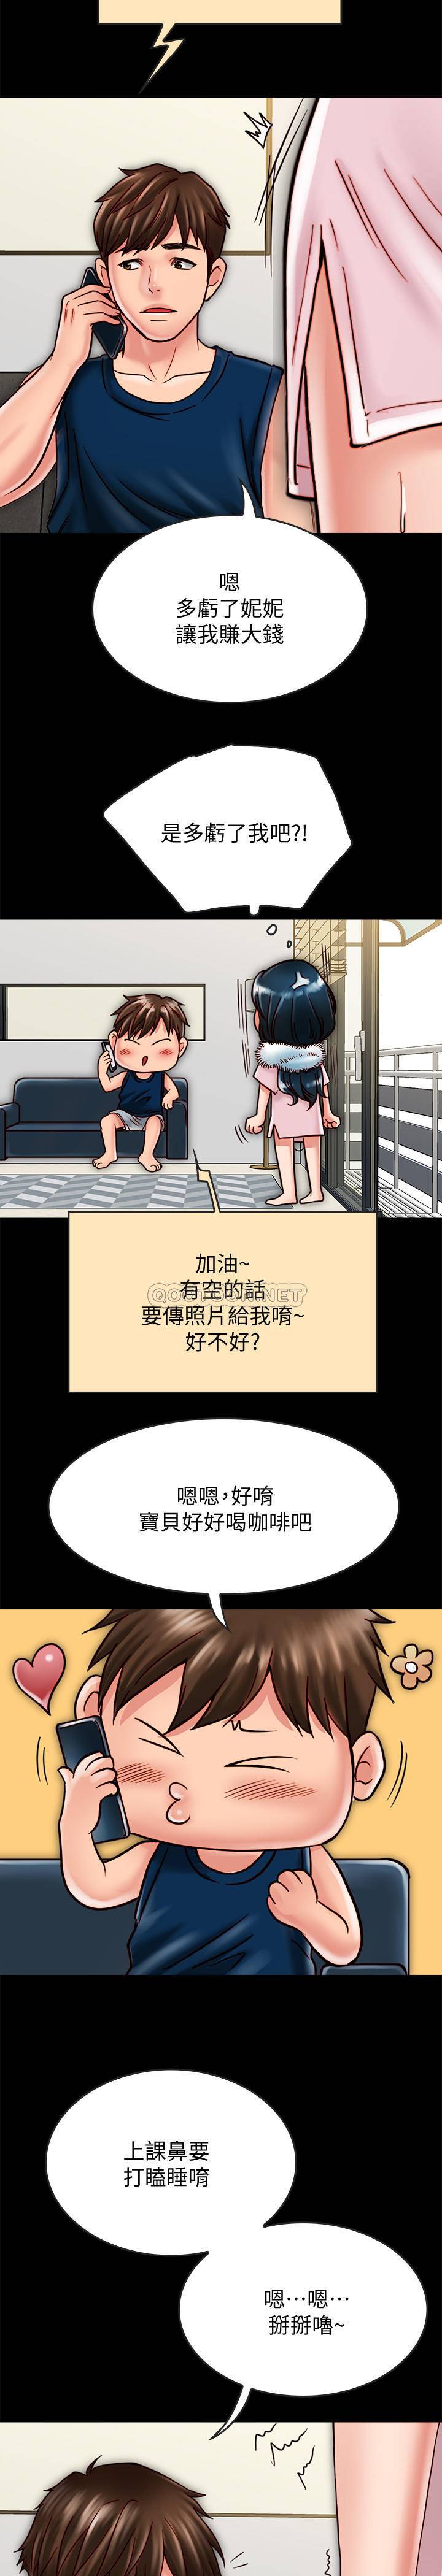 嗯
多虧了妮妮
讓我賺大錢
是多虧了我吧?!
加油~
有空的話
QQTOON.NET
要傳照片給我唷~
好不好?
嗯嗯,好唷
寶貝好好喝咖啡吧
上課鼻要
打瞌睡唷
嗯…嗯…
掰掰嚕~